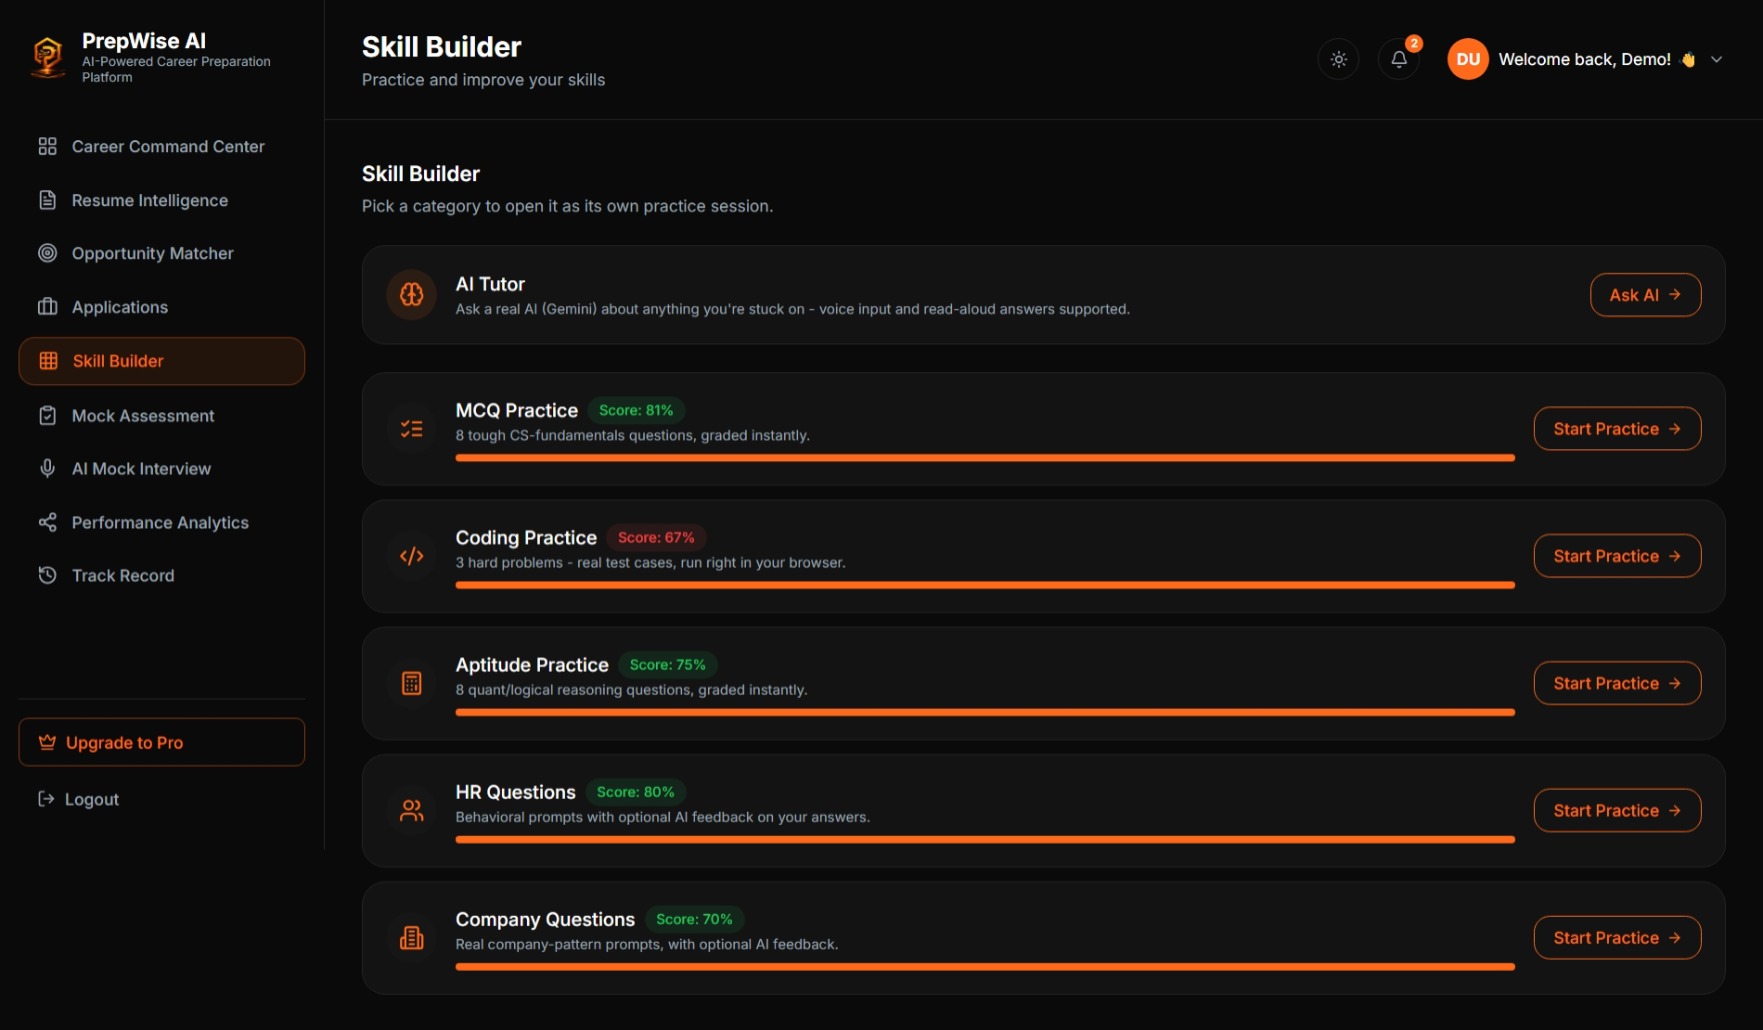 PrepWise AI
AI-Powered Career Preparation
Platform
Career Command Center
Resume Intelligence
Opportunity Matcher
Applications
Skill Builder
Mock Assessment
AI Mock Interview
Performance Analytics
Track Record
Upgrade to Pro
Logout
Skill Builder
Practice and improve your skills
2
DU
Welcome back, Demo! 👋
Skill Builder
Pick a category to open it as its own practice session.
AI Tutor
Ask a real AI (Gemini) about anything you're stuck on - voice input and read-aloud answers supported.
Ask AI →
MCQ Practice Score: 81%
8 tough CS-fundamentals questions, graded instantly.
Start Practice →
Coding Practice Score: 67%
3 hard problems - real test cases, run right in your browser.
Start Practice →
Aptitude Practice Score: 75%
8 quant/logical reasoning questions, graded instantly.
Start Practice →
HR Questions Score: 80%
Behavioral prompts with optional AI feedback on your answers.
Start Practice →
Company Questions Score: 70%
Real company-pattern prompts, with optional AI feedback.
Start Practice →